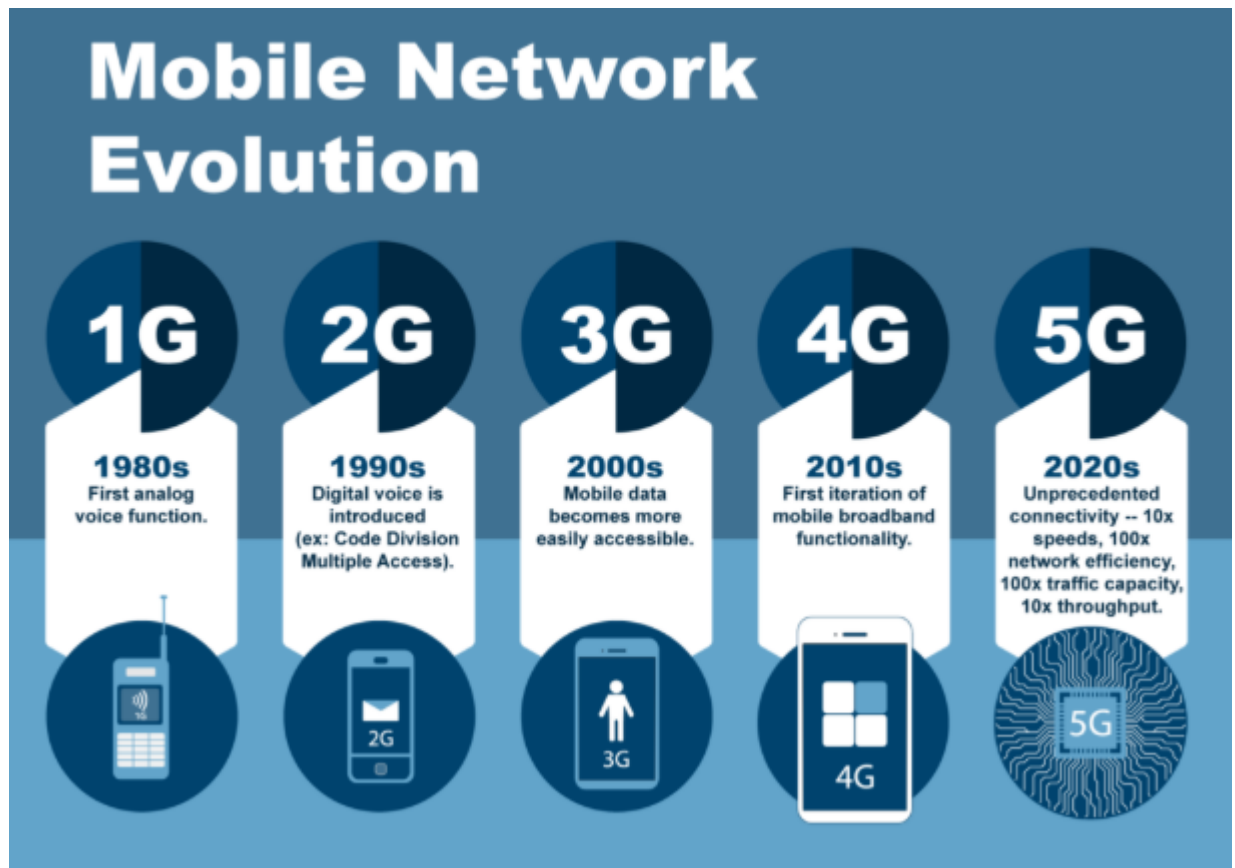 Mobile Network
Evolution
1G
1980s
First analog
voice function.
1G
2G
1990s
Digital voice is
introduced
(ex: Code Division
Multiple Access).
2G
3G
2000s
Mobile data
becomes more
easily accessible.
3G
4G
2010s
First iteration of
mobile broadband
functionality.
4G
5G
2020s
Unprecedented
connectivity -- 10x
speeds, 100x
network efficiency,
100x traffic capacity,
10x throughput.
5G